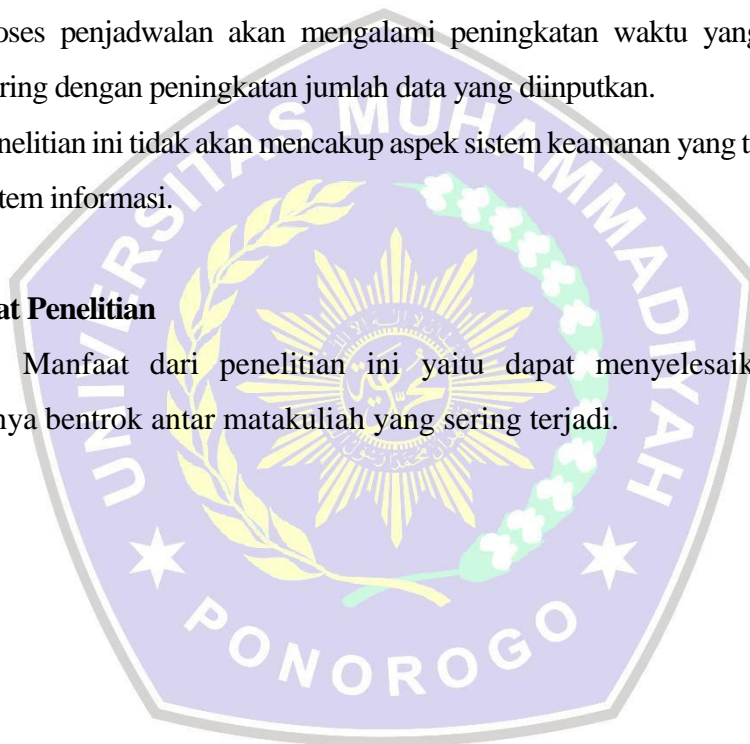 oses penjadwalan akan mengalami peningkatan waktu yang
ring dengan peningkatan jumlah data yang diinputkan.
enelitian ini tidak akan mencakup aspek sistem keamanan yang t
tem informasi.
at Penelitian
Manfaat dari penelitian ini yaitu dapat menyelesaik
nya bentrok antar matakuliah yang sering terjadi.
UNIVERSITAS MUHAMMADIYAH
PONOROGO